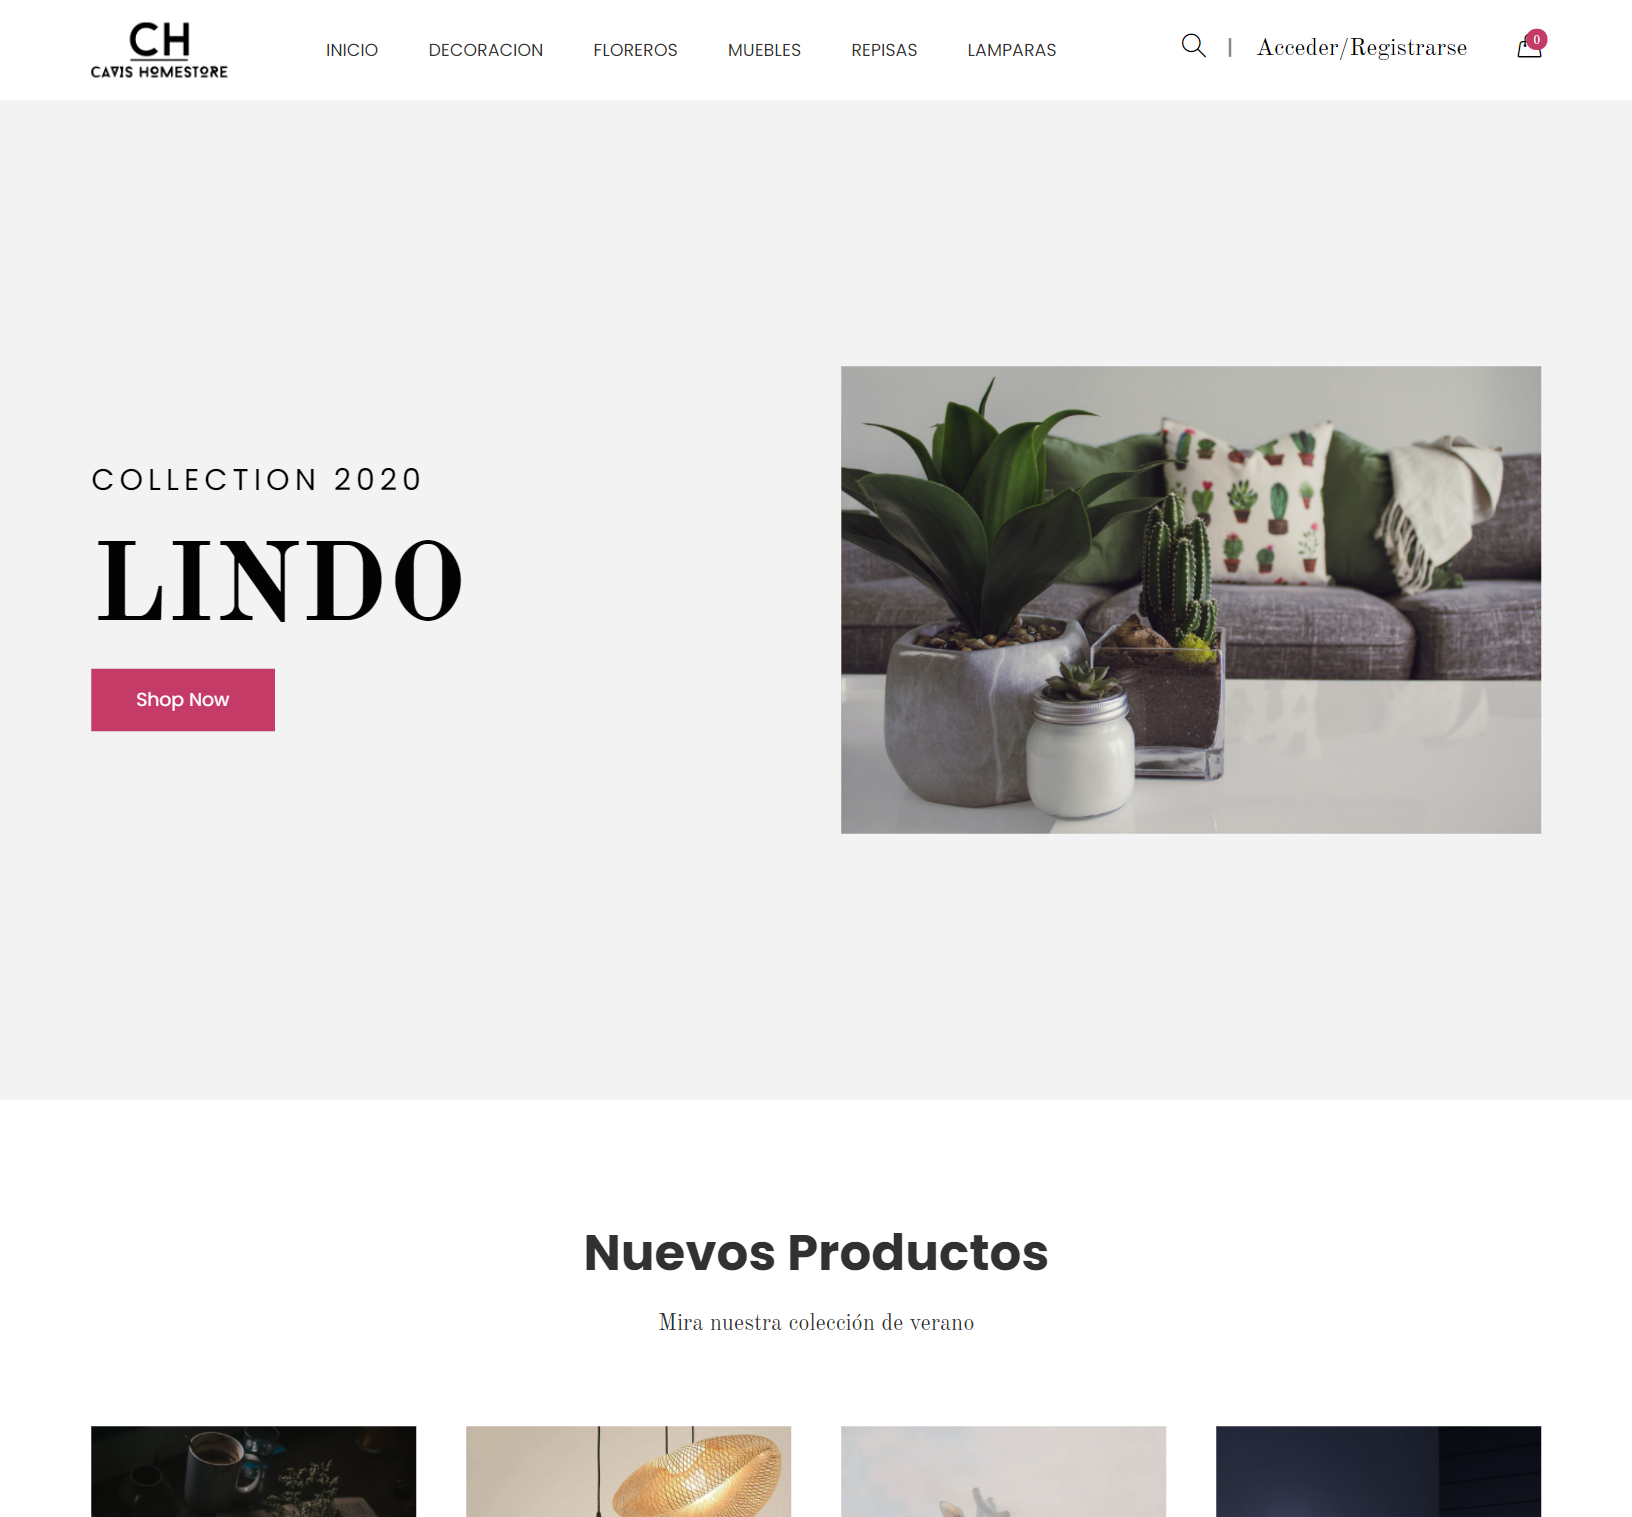 CH
CAVIS HOMESTORE
INICIO DECORACION FLOREROS MUEBLES REPISAS LAMPARAS
| Acceder/Registrarse
0
COLLECTION 2020
LINDO
Shop Now
Nuevos Productos
Mira nuestra colección de verano